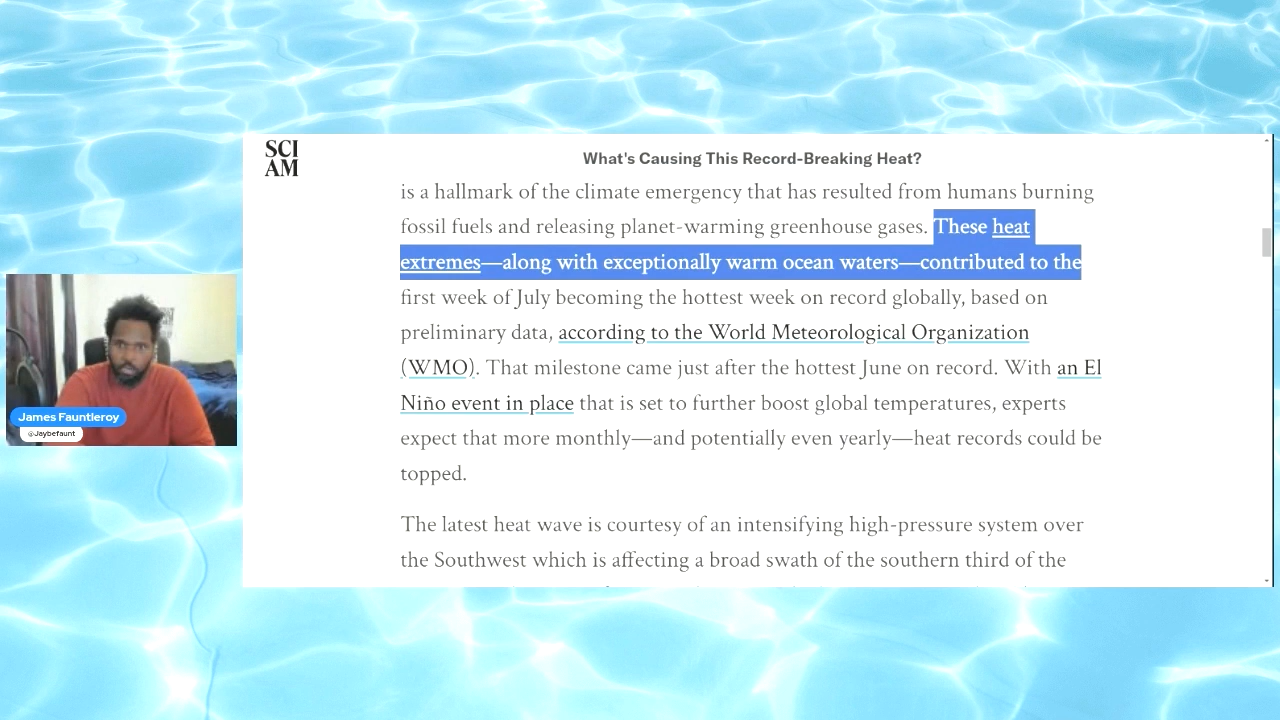 SCI
AM
What's Causing This Record-Breaking Heat?
is a hallmark of the climate emergency that has resulted from humans burning
fossil fuels and releasing planet-warming greenhouse gases. These heat
extremes—along with exceptionally warm ocean waters—contributed to the
first week of July becoming the hottest week on record globally, based on
preliminary data, according to the World Meteorological Organization
(WMO). That milestone came just after the hottest June on record. With an El
Niño event in place that is set to further boost global temperatures, experts
expect that more monthly—and potentially even yearly—heat records could be
topped.
The latest heat wave is courtesy of an intensifying high-pressure system over
the Southwest which is affecting a broad swath of the southern third of the
James Fauntleroy
@Jaybefaunt